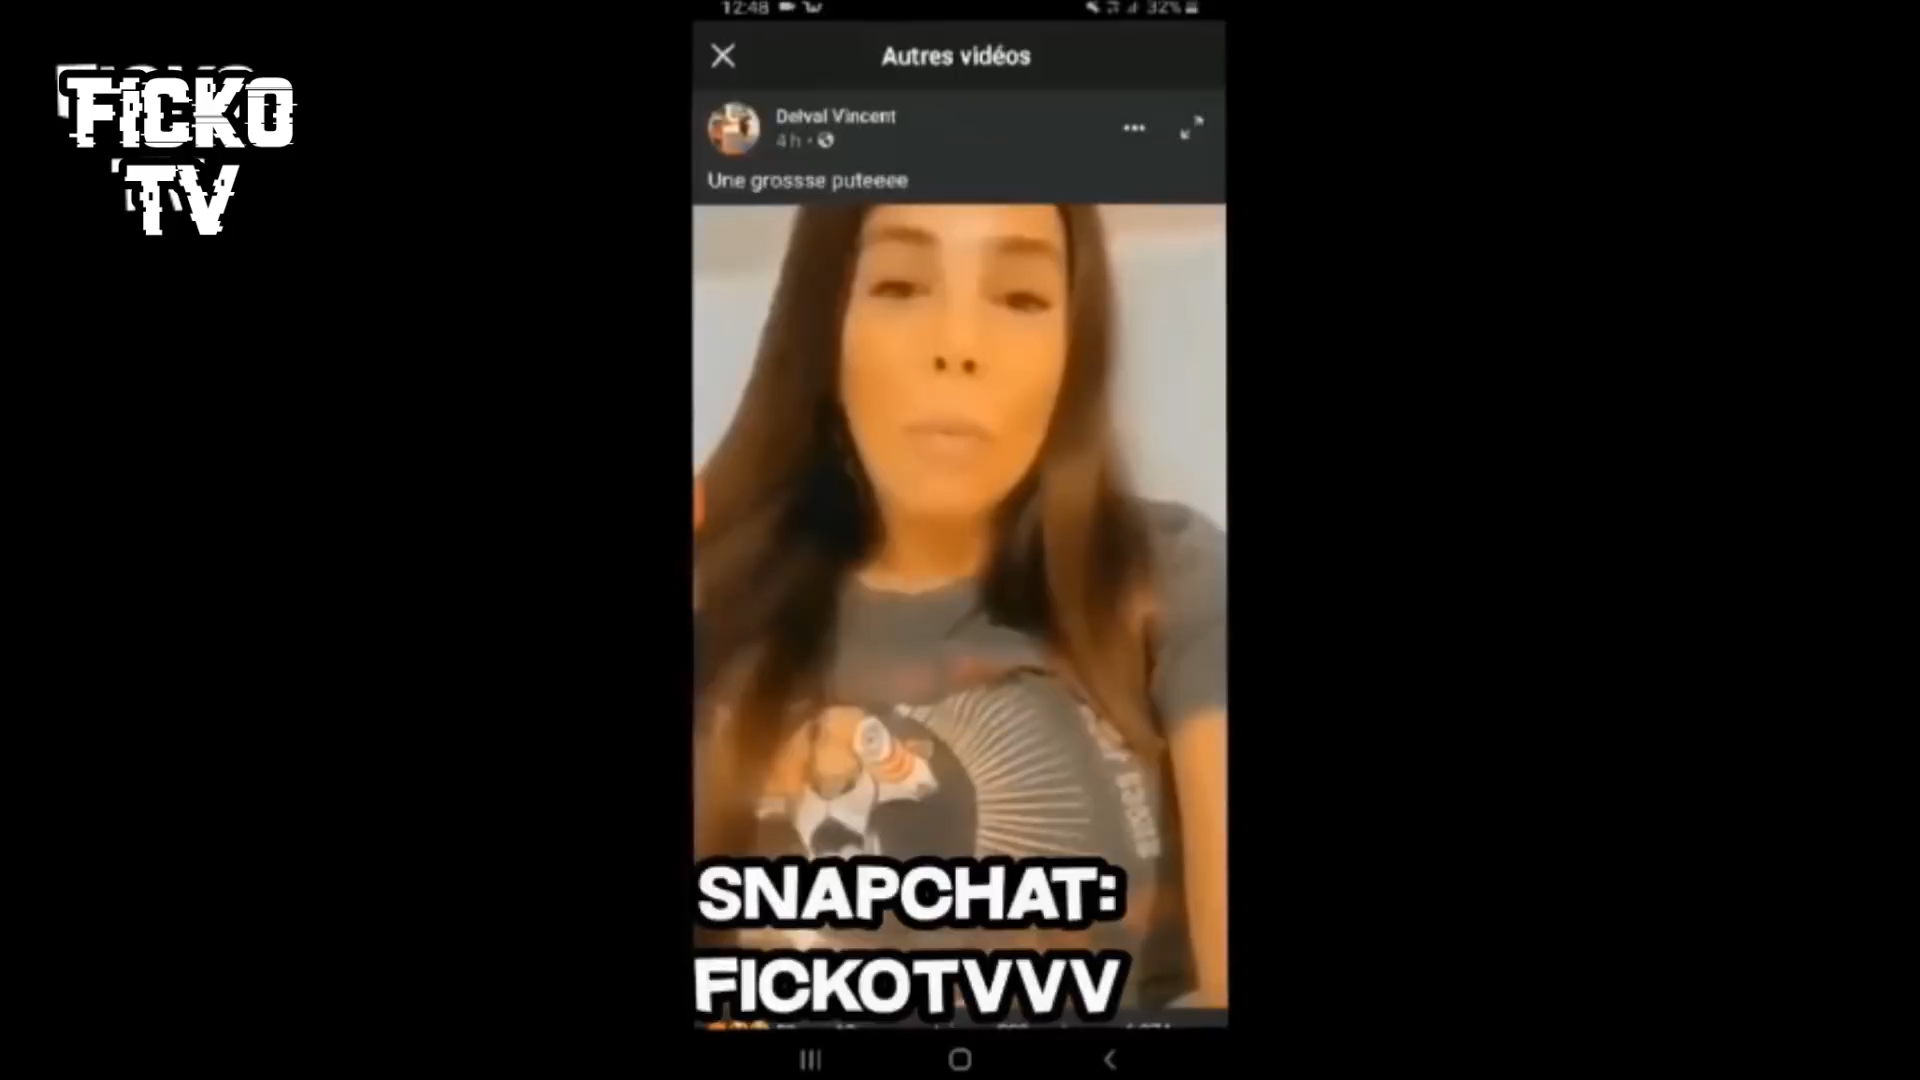 12:48
32%
Autres vidéos
FICKO
TV
Delval Vincent
4 h
Une grossse puteeee
SNAPCHAT:
FICKOTVVV